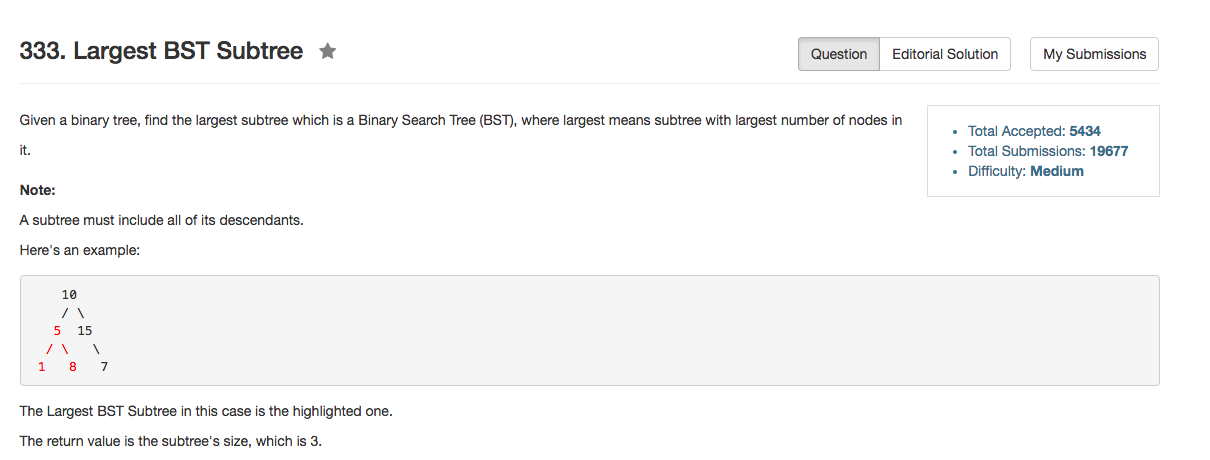 333. Largest BST Subtree ★
Question Editorial Solution My Submissions
Given a binary tree, find the largest subtree which is a Binary Search Tree (BST), where largest means subtree with largest number of nodes in
it.
• Total Accepted: 5434
• Total Submissions: 19677
• Difficulty: Medium
Note:
A subtree must include all of its descendants.
Here's an example:
10
/ \
5 15
/ \ \
1 8 7
The Largest BST Subtree in this case is the highlighted one.
The return value is the subtree's size, which is 3.